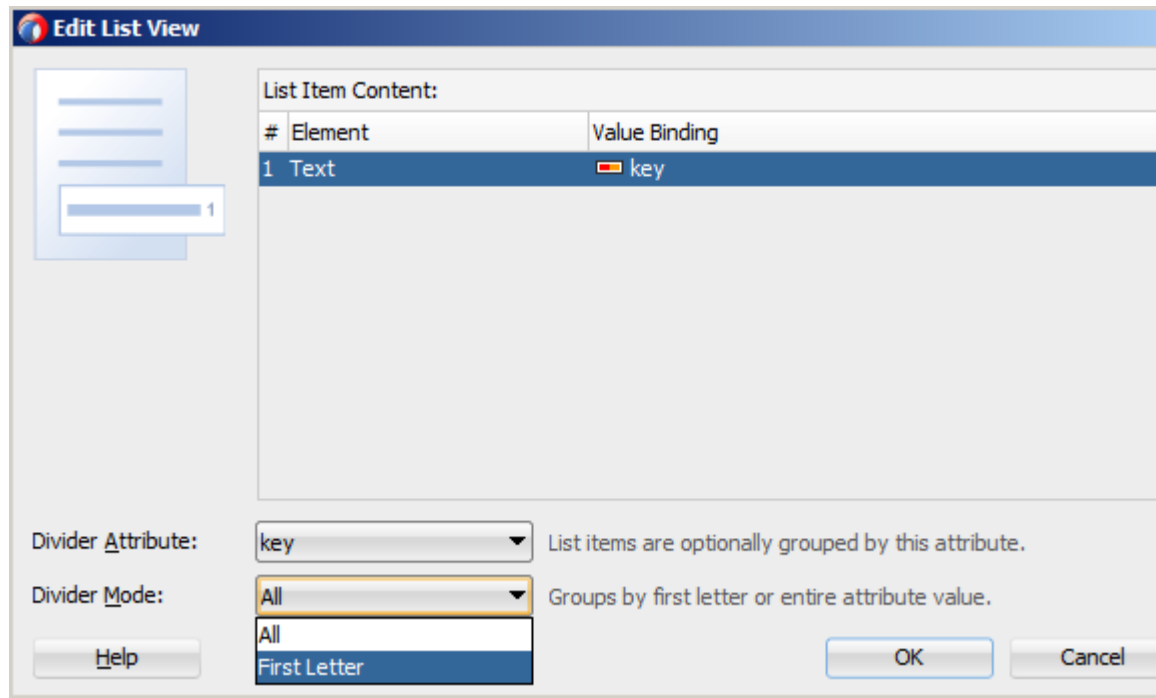 Edit List View
List Item Content:
# Element Value Binding
1 Text key
1
Divider Attribute: key List items are optionally grouped by this attribute.
Divider Mode: All Groups by first letter or entire attribute value.
All
First Letter
Help OK Cancel